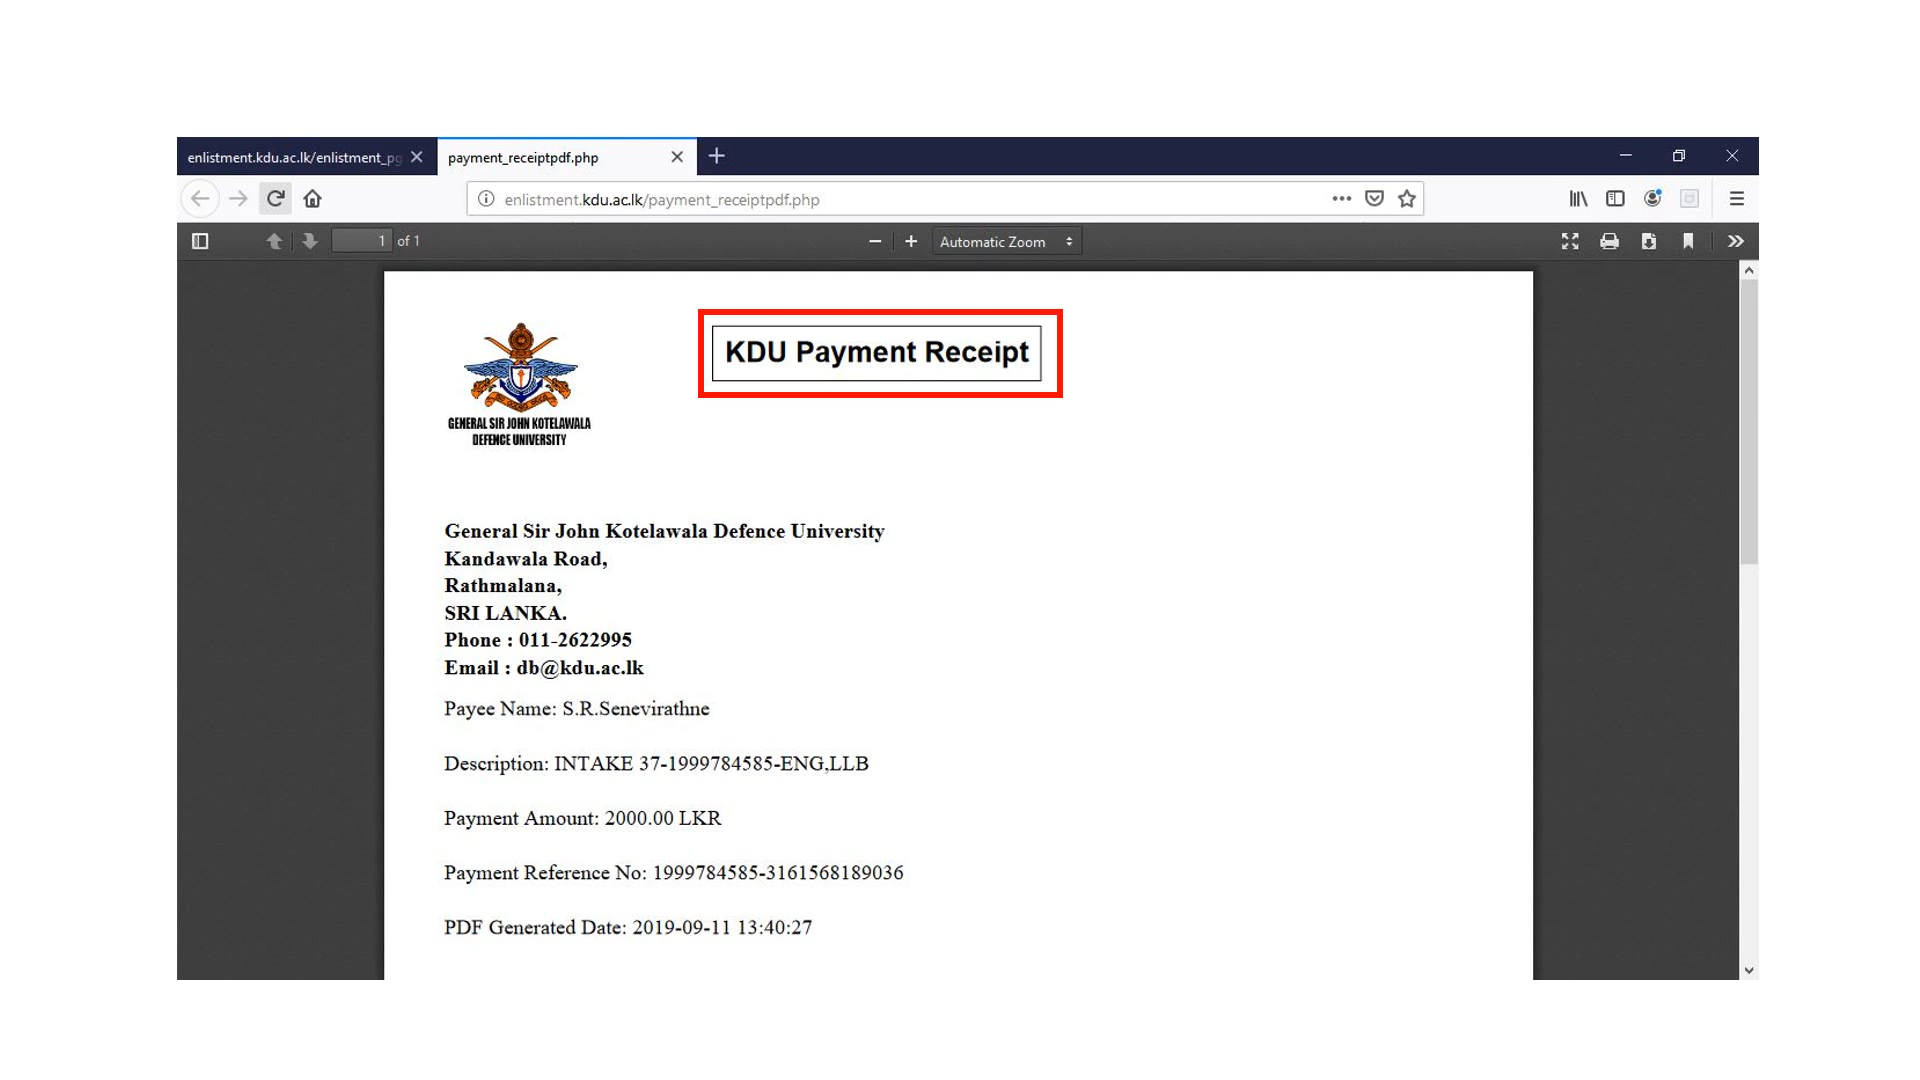 enlistment.kdu.ac.lk/enlistment_pg
payment_receiptpdf.php
enlistment.kdu.ac.lk/payment_receiptpdf.php
1 of 1
Automatic Zoom
KDU Payment Receipt
GENERAL SIR JOHN KOTELAWALA
DEFENCE UNIVERSITY
General Sir John Kotelawala Defence University
Kandawala Road,
Rathmalana,
SRI LANKA.
Phone : 011-2622995
Email : db@kdu.ac.lk
Payee Name: S.R.Senevirathne
Description: INTAKE 37-1999784585-ENG,LLB
Payment Amount: 2000.00 LKR
Payment Reference No: 1999784585-3161568189036
PDF Generated Date: 2019-09-11 13:40:27